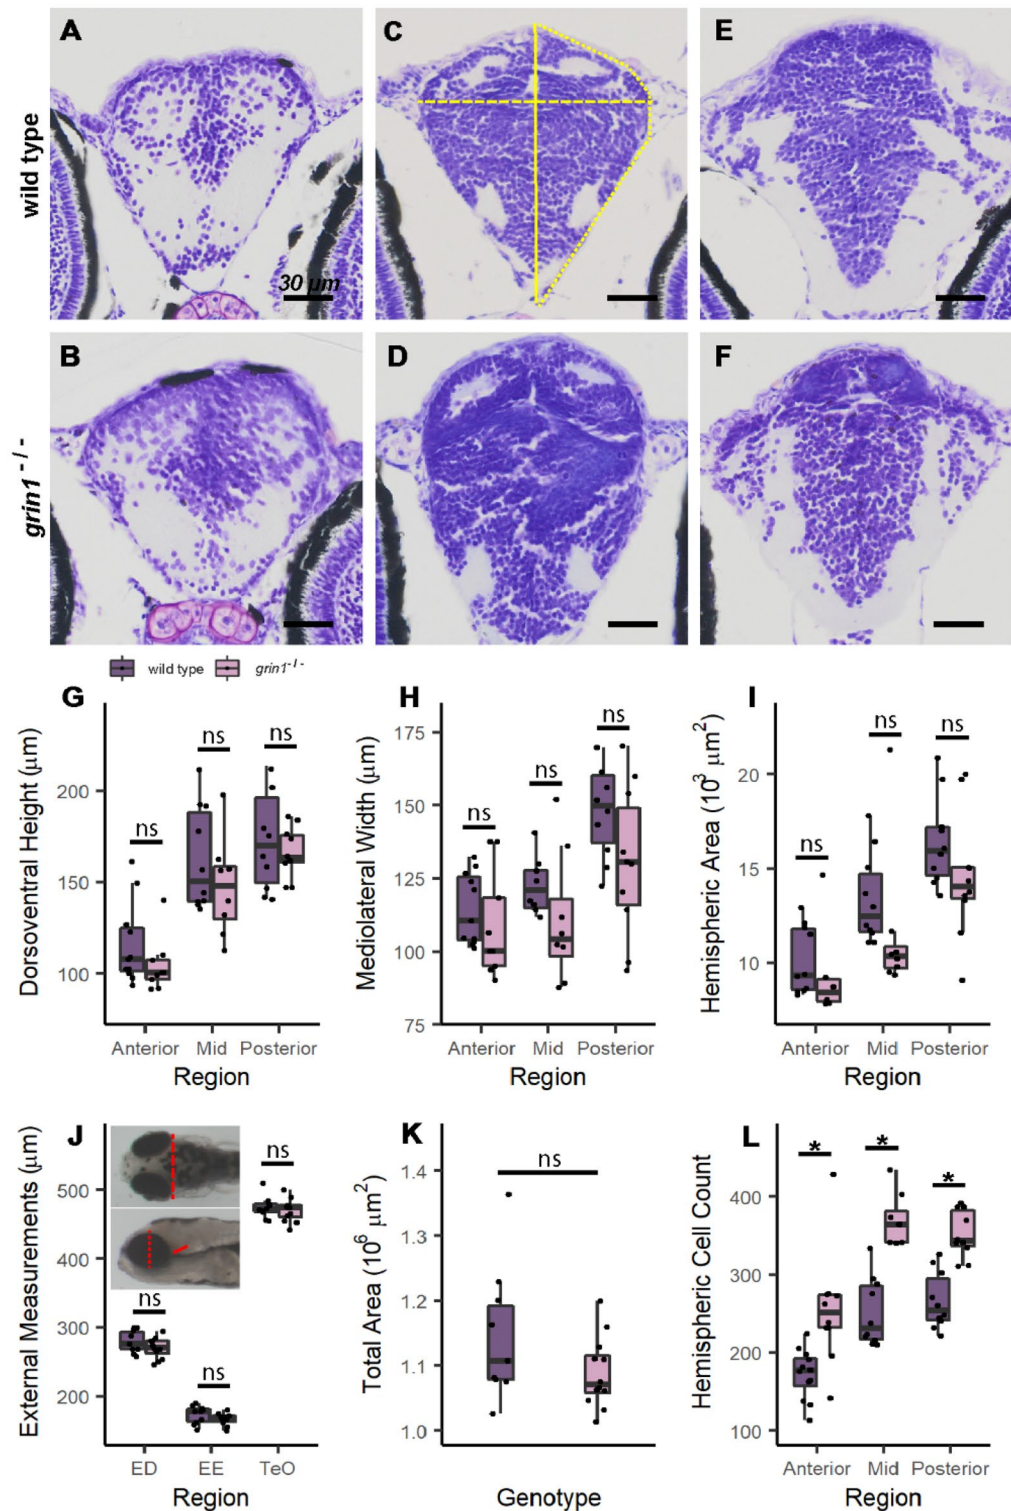 A
C
E
wild type
30 µm
B
D
F
grin1 -/-
wild type
grin1-/-
G
ns
ns
ns
Dorsoventral Height (µm)
200
150
100
Anterior
Mid
Posterior
Region
H
ns
ns
ns
Mediolateral Width (µm)
175
150
125
100
75
Anterior
Mid
Posterior
Region
I
ns
ns
ns
Hemispheric Area (10³ µm²)
20
15
10
Anterior
Mid
Posterior
Region
J
ns
ns
ns
External Measurements (µm)
500
400
300
200
ED
EE
TeO
Region
K
ns
Total Area (10⁶ µm²)
1.4
1.3
1.2
1.1
1.0
Genotype
L
*
*
*
Hemispheric Cell Count
400
300
200
100
Anterior
Mid
Posterior
Region